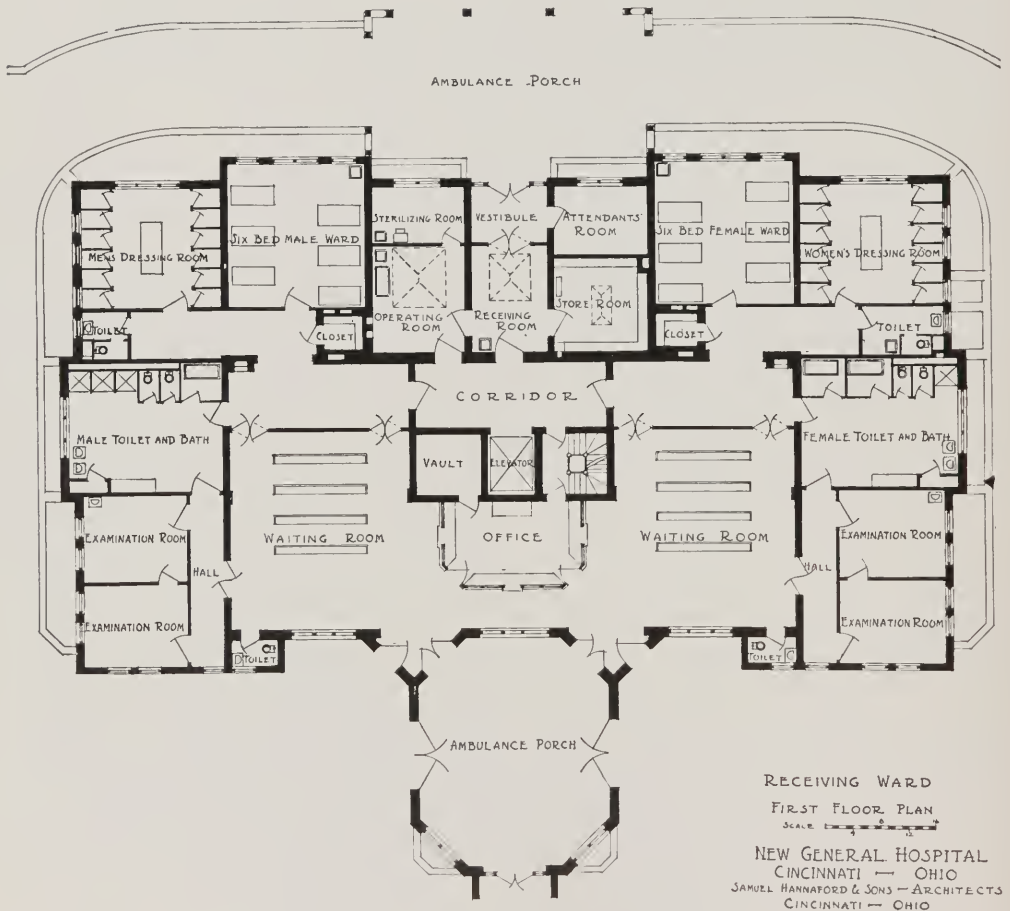 AMBULANCE PORCH
STERILIZING ROOM
VESTIBULE
ATTENDANTS'
ROOM
SIX BED MALE WARD
SIX BED FEMALE WARD
MENS DRESSING ROOM
WOMEN'S DRESSING ROOM
OPERATING
ROOM
RECEIVING
ROOM
STORE ROOM
TOILET
CLOSET
CLOSET
TOILET
CORRIDOR
MALE TOILET AND BATH
FEMALE TOILET AND BATH
VAULT
ELEVATOR
EXAMINATION ROOM
WAITING ROOM
OFFICE
WAITING ROOM
EXAMINATION ROOM
HALL
HALL
EXAMINATION ROOM
EXAMINATION ROOM
TOILET
TOILET
AMBULANCE PORCH
RECEIVING WARD
FIRST FLOOR PLAN
SCALE
4 8 12 16
NEW GENERAL HOSPITAL
CINCINNATI — OHIO
SAMUEL HANNAFORD & SONS — ARCHITECTS
CINCINNATI — OHIO